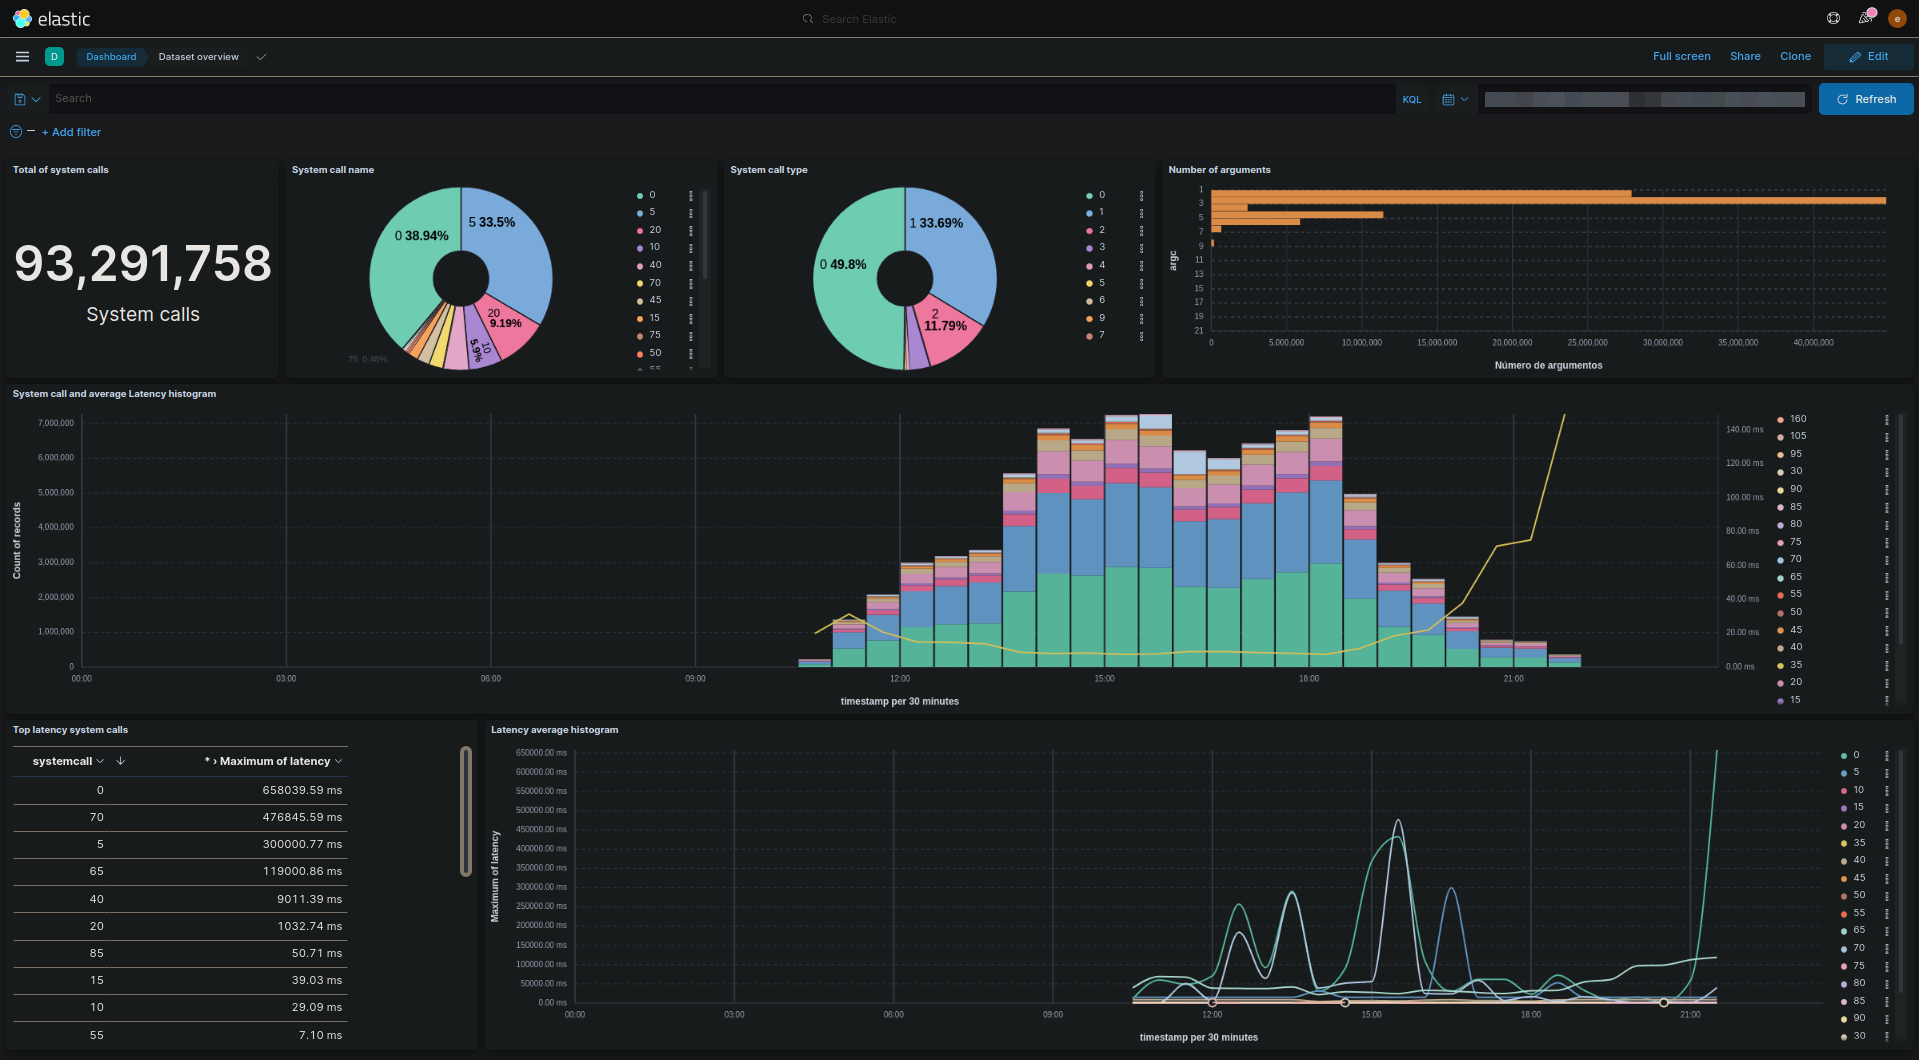 elastic
Search Elastic
e
D
Dashboard
Dataset overview
Full screen
Share
Clone
Edit
Search
KQL
Refresh
+ Add filter
Total of system calls
93,291,758
System calls
System call name
5 33.5%
0 38.94%
20
9.19%
10
5.9%
75 0.48%
0
5
20
10
40
70
45
15
75
50
55
System call type
1 33.69%
0 49.8%
2
11.79%
0
1
2
3
4
5
6
9
7
Number of arguments
argc
1
3
5
7
9
11
13
15
17
19
21
0
5,000,000
10,000,000
15,000,000
20,000,000
25,000,000
30,000,000
35,000,000
40,000,000
Número de argumentos
System call and average Latency histogram
Count of records
7,000,000
6,000,000
5,000,000
4,000,000
3,000,000
2,000,000
1,000,000
0
00:00
03:00
06:00
09:00
12:00
15:00
18:00
21:00
timestamp per 30 minutes
140.00 ms
120.00 ms
100.00 ms
80.00 ms
60.00 ms
40.00 ms
20.00 ms
0.00 ms
160
105
95
30
90
85
80
75
70
65
55
50
45
40
35
20
15
Top latency system calls
systemcall * › Maximum of latency
0 658039.59 ms
70 476845.59 ms
5 300000.77 ms
65 119000.86 ms
40 9011.39 ms
20 1032.74 ms
85 50.71 ms
15 39.03 ms
10 29.09 ms
55 7.10 ms
Latency average histogram
Maximum of latency
650000.00 ms
600000.00 ms
550000.00 ms
500000.00 ms
450000.00 ms
400000.00 ms
350000.00 ms
300000.00 ms
250000.00 ms
200000.00 ms
150000.00 ms
100000.00 ms
50000.00 ms
0.00 ms
00:00
03:00
06:00
09:00
12:00
15:00
18:00
21:00
timestamp per 30 minutes
0
5
10
15
20
35
40
45
50
55
65
70
75
80
85
90
30